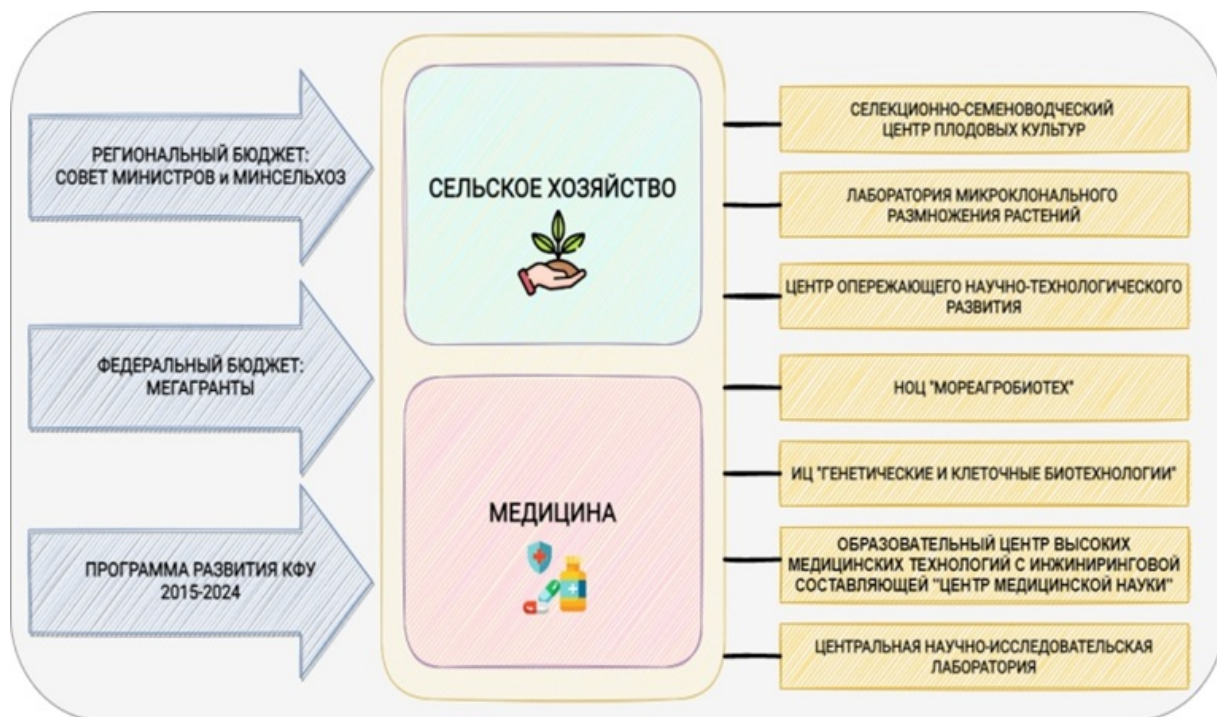 РЕГИОНАЛЬНЫЙ БЮДЖЕТ:
СОВЕТ МИНИСТРОВ и МИНСЕЛЬХОЗ
ФЕДЕРАЛЬНЫЙ БЮДЖЕТ:
МЕГАГРАНТЫ
ПРОГРАММА РАЗВИТИЯ КФУ
2015-2024
СЕЛЬСКОЕ ХОЗЯЙСТВО
МЕДИЦИНА
СЕЛЕКЦИОННО-СЕМЕНОВОДЧЕСКИЙ
ЦЕНТР ПЛОДОВЫХ КУЛЬТУР
ЛАБОРАТОРИЯ МИКРОКЛОНАЛЬНОГО
РАЗМНОЖЕНИЯ РАСТЕНИЙ
ЦЕНТР ОПЕРЕЖАЮЩЕГО НАУЧНО-ТЕХНОЛОГИЧЕСКОГО
РАЗВИТИЯ
НОЦ "МОРЕАГРОБИОТЕХ"
ИЦ "ГЕНЕТИЧЕСКИЕ И КЛЕТОЧНЫЕ БИОТЕХНОЛОГИИ"
ОБРАЗОВАТЕЛЬНЫЙ ЦЕНТР ВЫСОКИХ
МЕДИЦИНСКИХ ТЕХНОЛОГИЙ С ИНЖИНИРИНГОВОЙ
СОСТАВЛЯЮЩЕЙ "ЦЕНТР МЕДИЦИНСКОЙ НАУКИ"
ЦЕНТРАЛЬНАЯ НАУЧНО-ИССЛЕДОВАТЕЛЬСКАЯ
ЛАБОРАТОРИЯ